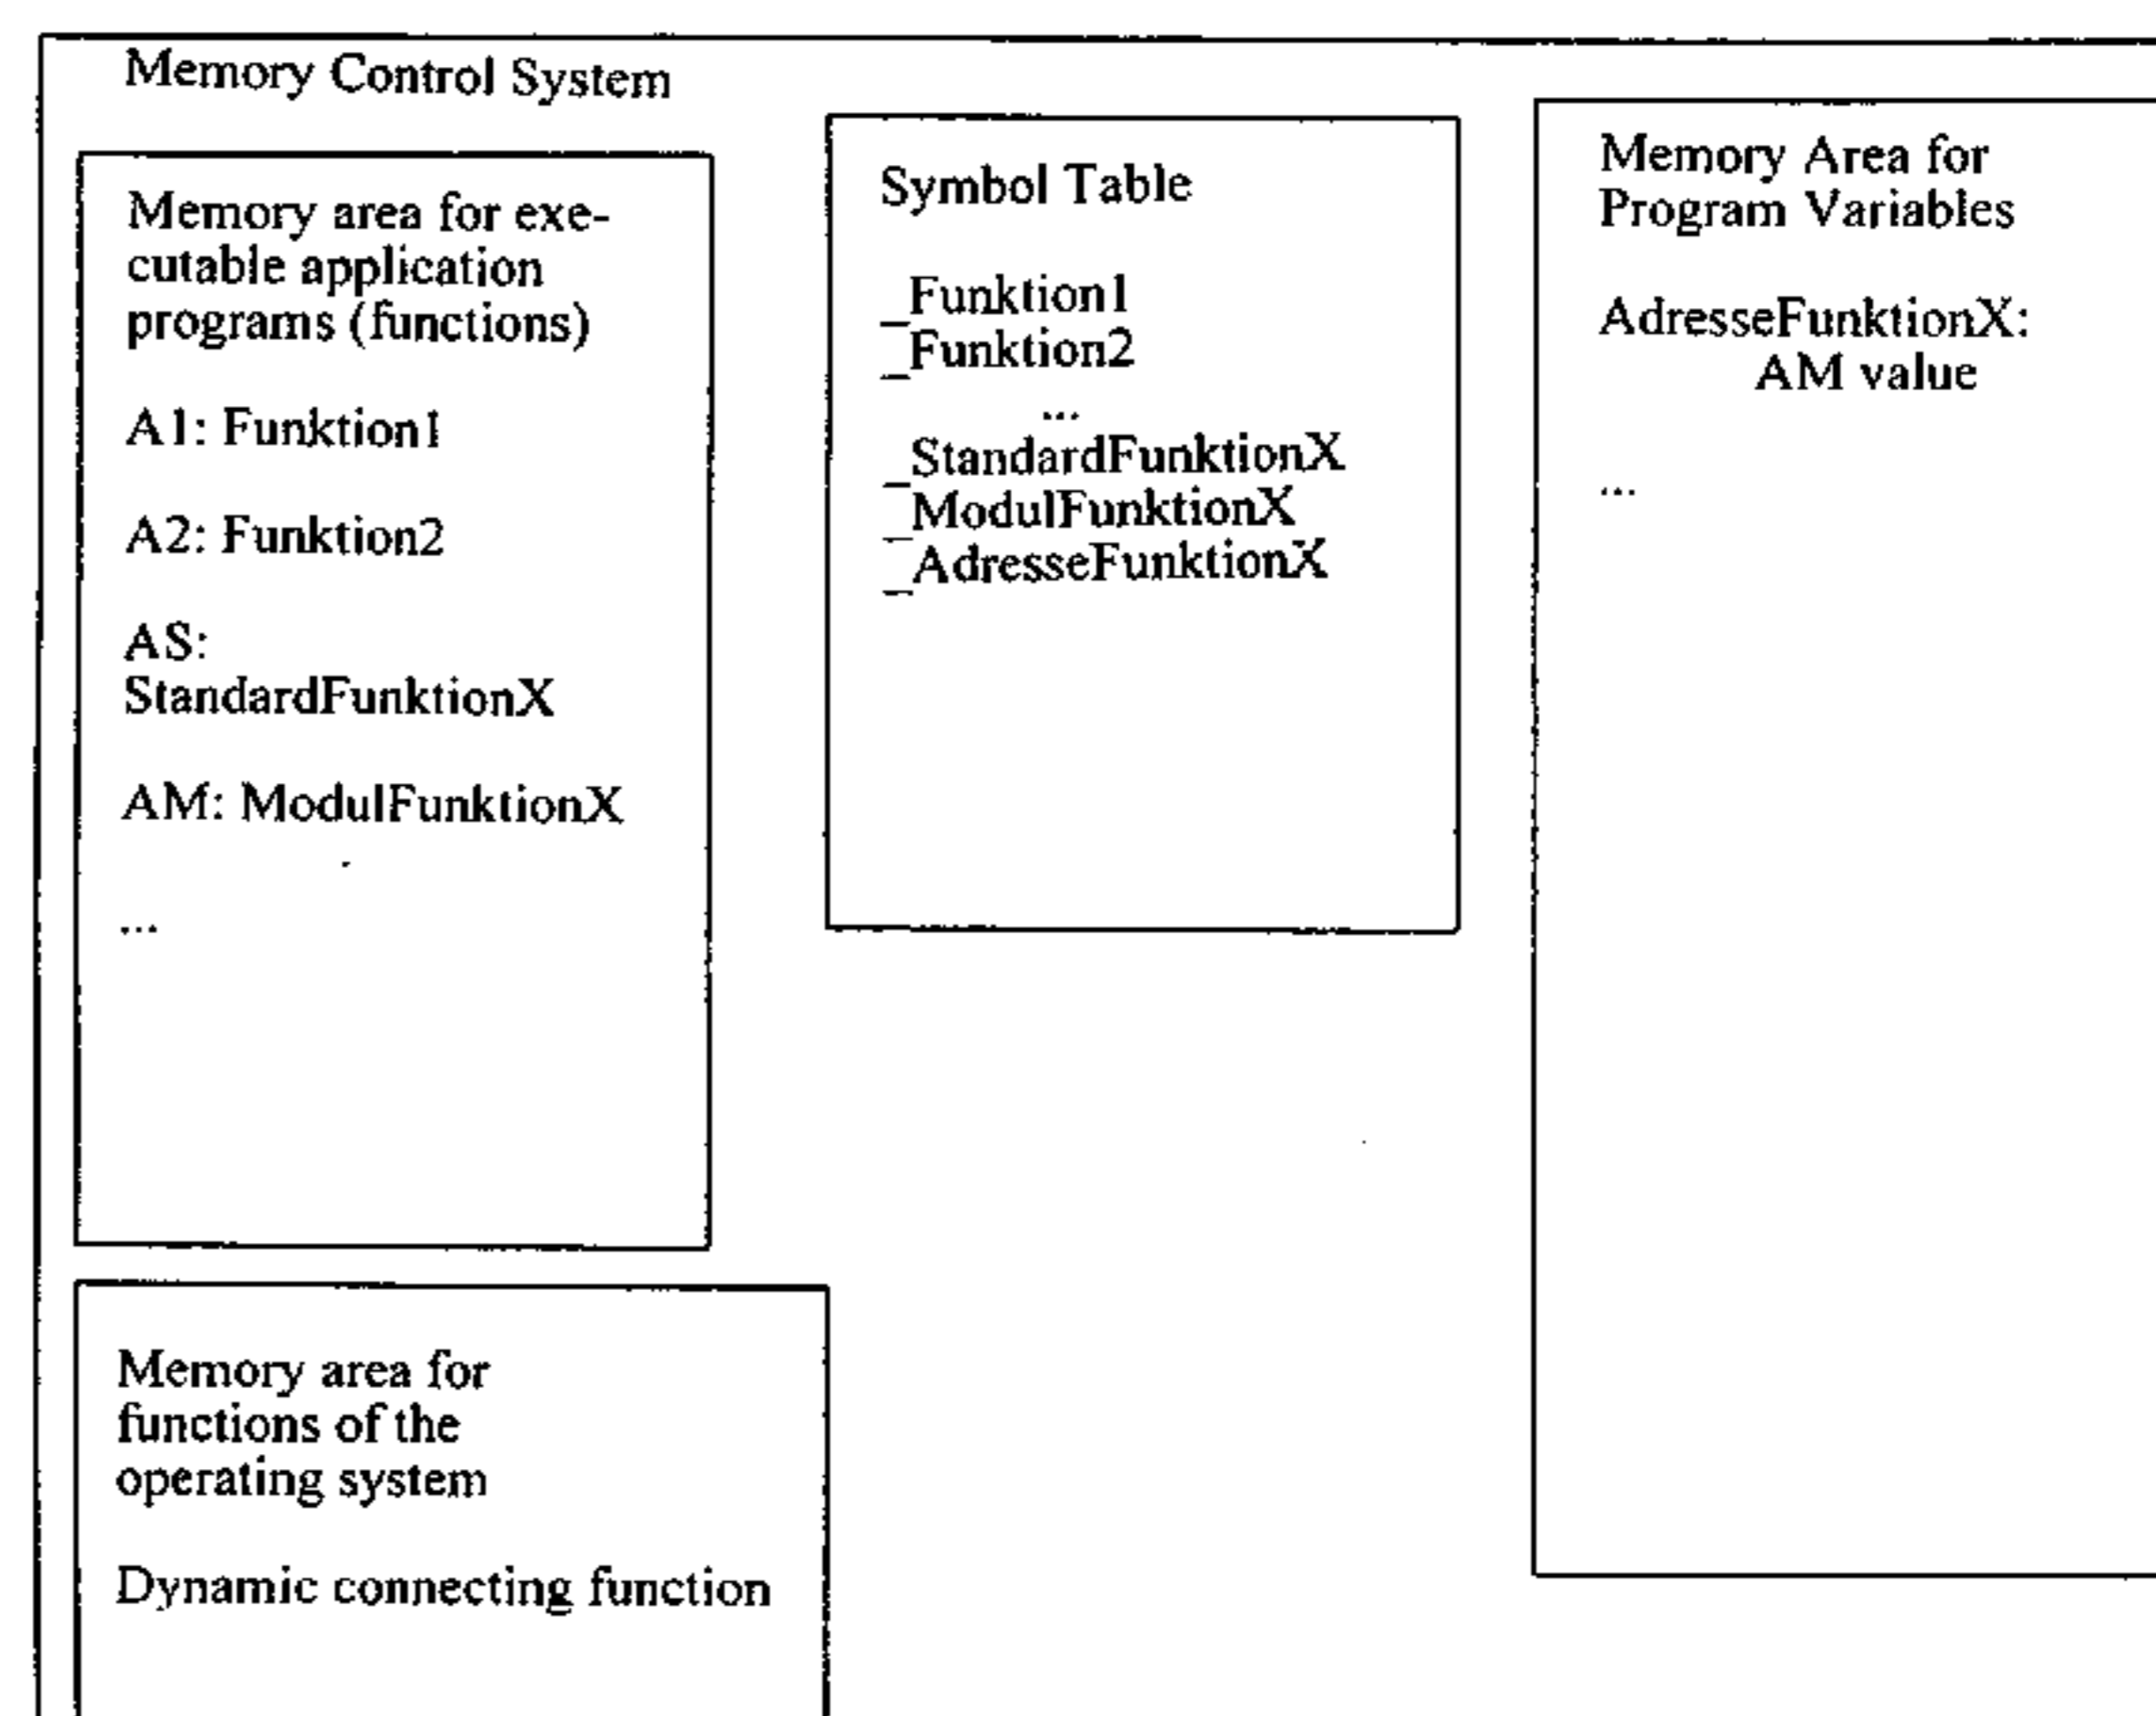 Memory Control System
Memory area for exe-
cutable application
programs (functions)
A1: Funktion1
A2: Funktion2
AS:
StandardFunktionX
AM: ModulFunktionX
...
Symbol Table
_Funktion1
_Funktion2
...
_StandardFunktionX
_ModulFunktionX
_AdresseFunktionX
Memory Area for
Program Variables
AdresseFunktionX:
AM value
...
Memory area for
functions of the
operating system
Dynamic connecting function